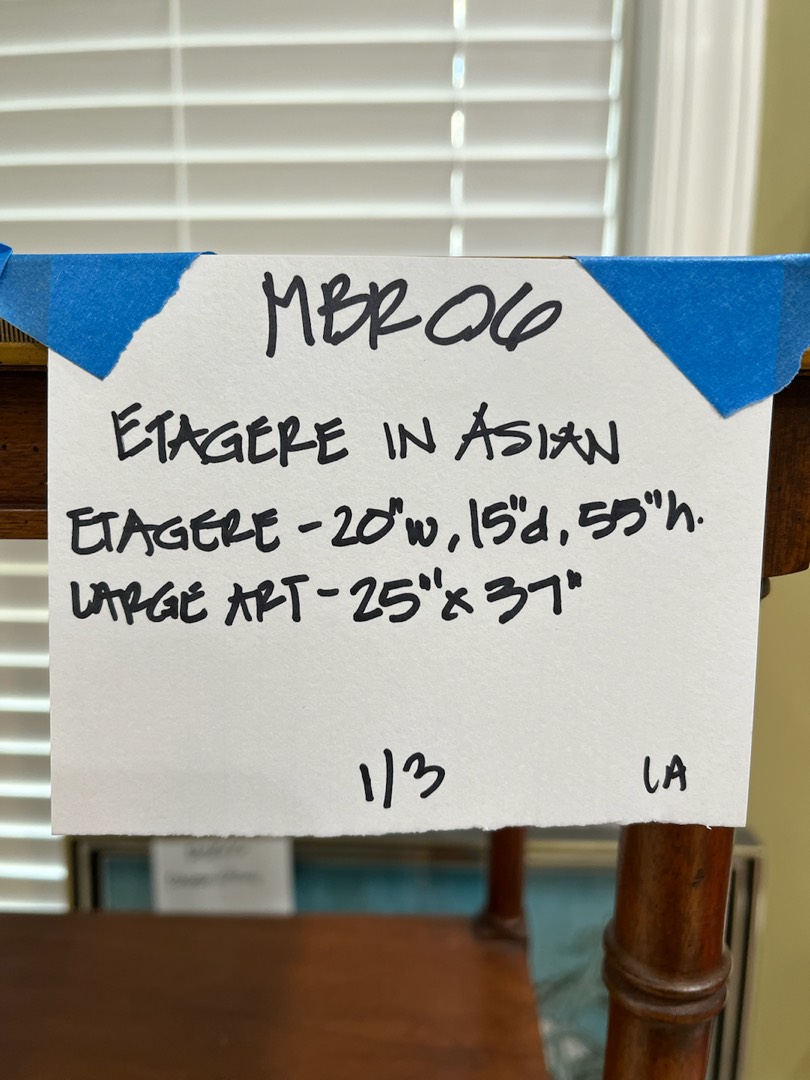 MBR06
ETAGERE IN ASIAN
ETAGERE - 20"w, 15"d, 55"h.
LARGE ART - 25" x 37"
1/3 LA